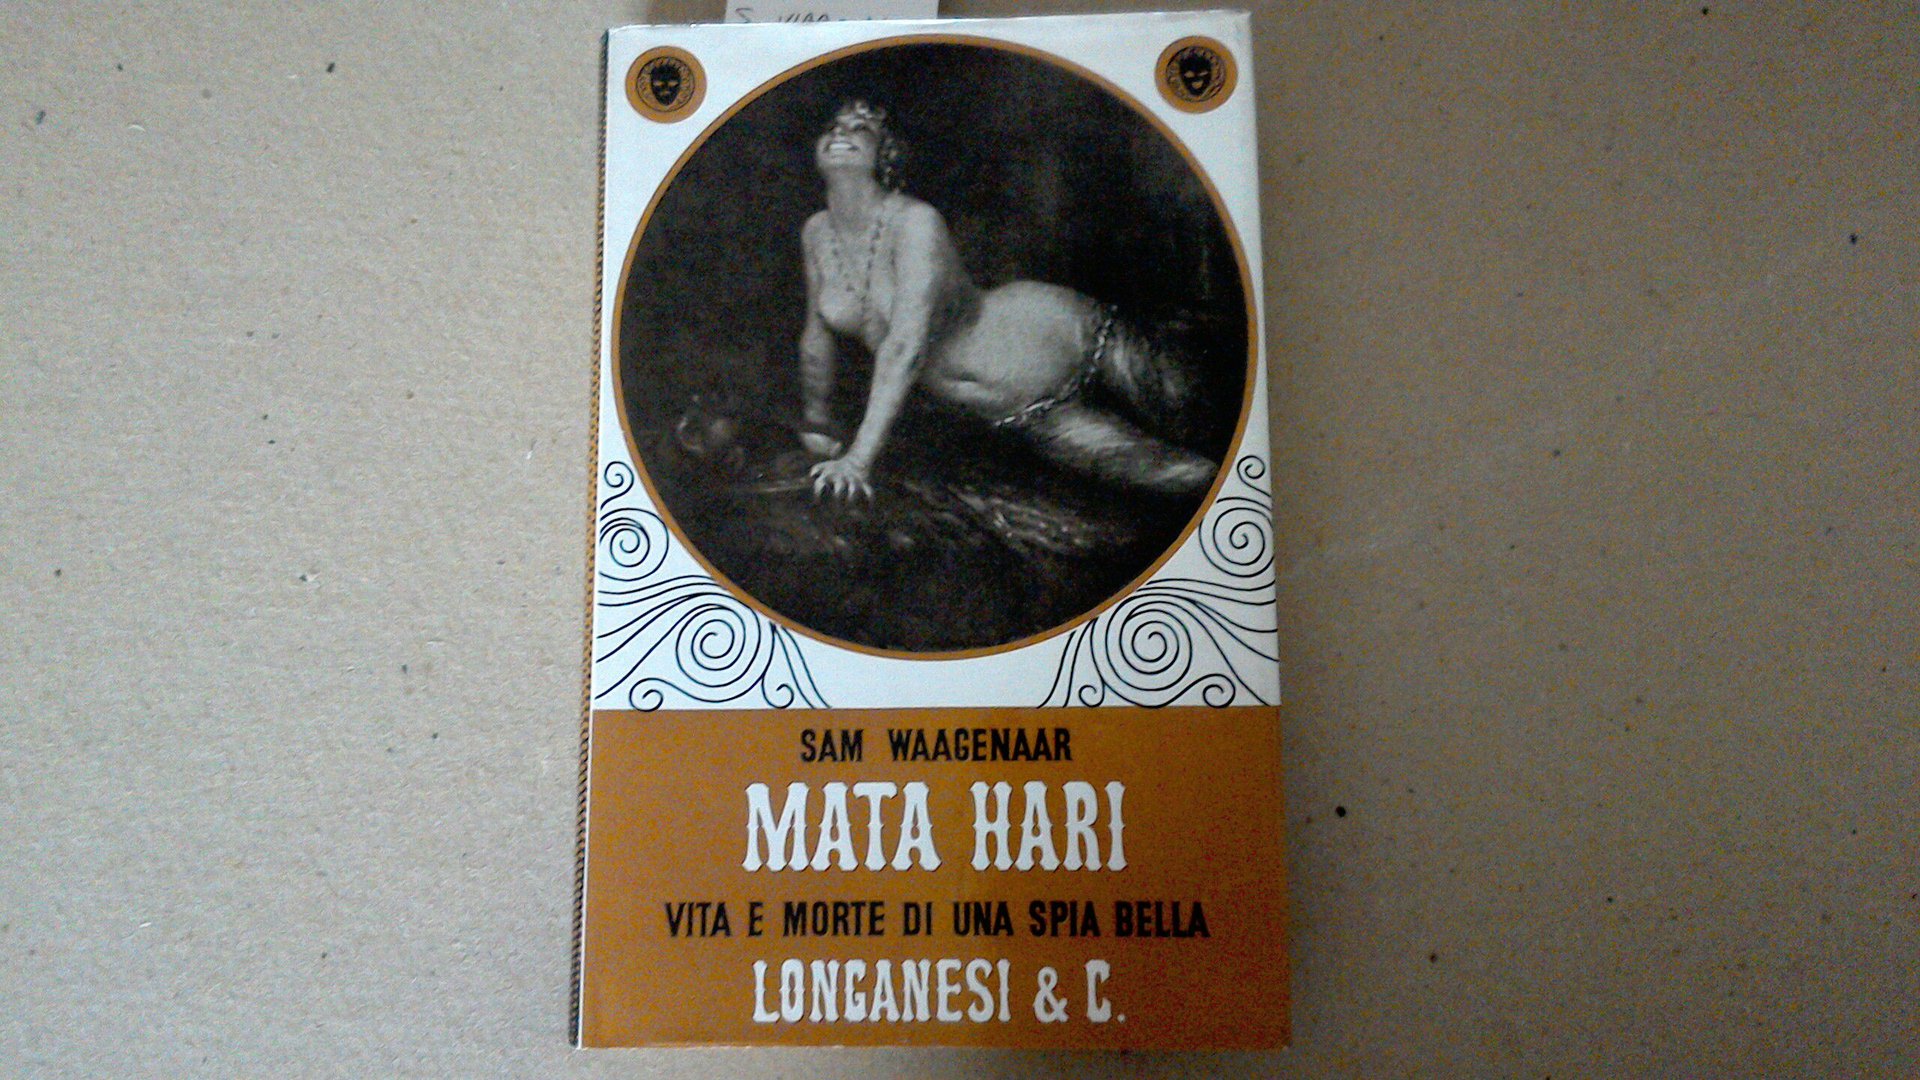 SAM WAAGENAAR
MATA HARI
VITA E MORTE DI UNA SPIA BELLA
LONGANESI & C.